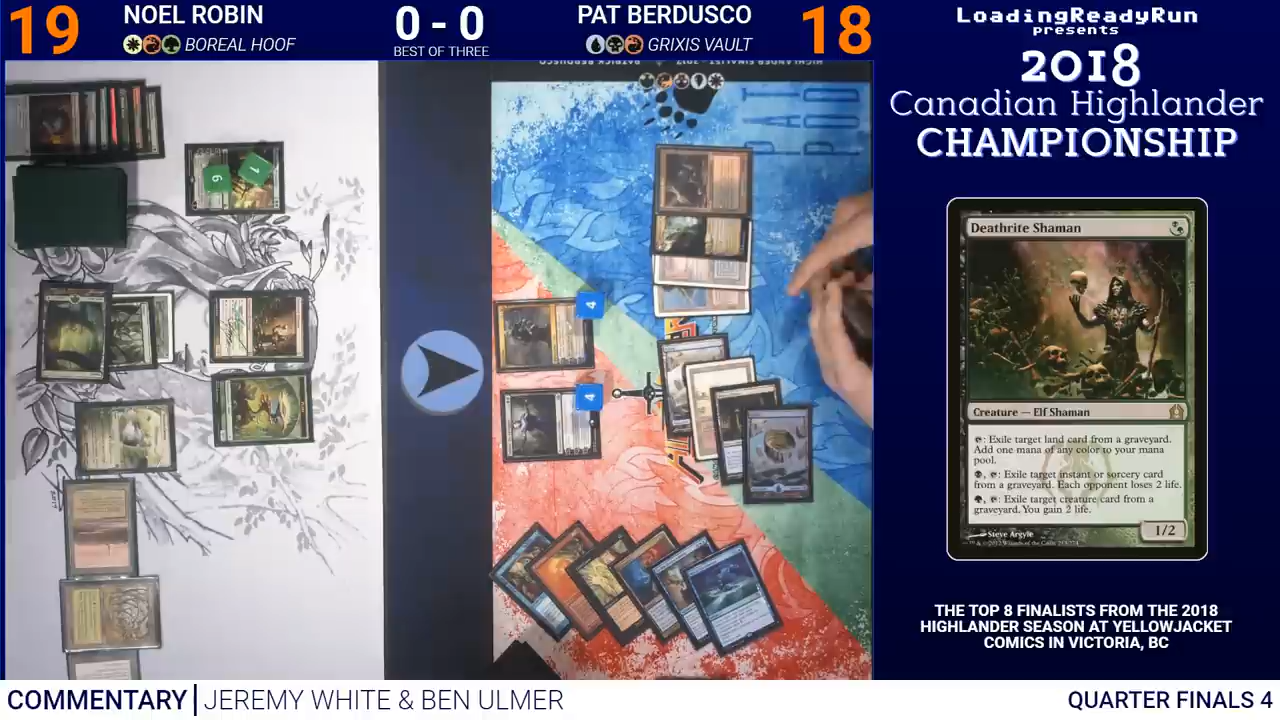 19
NOEL ROBIN
BOREAL HOOF
0 - 0
BEST OF THREE
PAT BERDUSCO
GRIXIS VAULT
18
LoadingReadyRun
presents
2018
Canadian Highlander
CHAMPIONSHIP
6
1
4
4
Deathrite Shaman
Creature — Elf Shaman
: Exile target land card from a graveyard.
Add one mana of any color to your mana
pool.
, : Exile target instant or sorcery card
from a graveyard. Each opponent loses 2 life.
, : Exile target creature card from a
graveyard. You gain 2 life.
Steve Argyle
1/2
THE TOP 8 FINALISTS FROM THE 2018
HIGHLANDER SEASON AT YELLOWJACKET
COMICS IN VICTORIA, BC
COMMENTARY | JEREMY WHITE & BEN ULMER
QUARTER FINALS 4